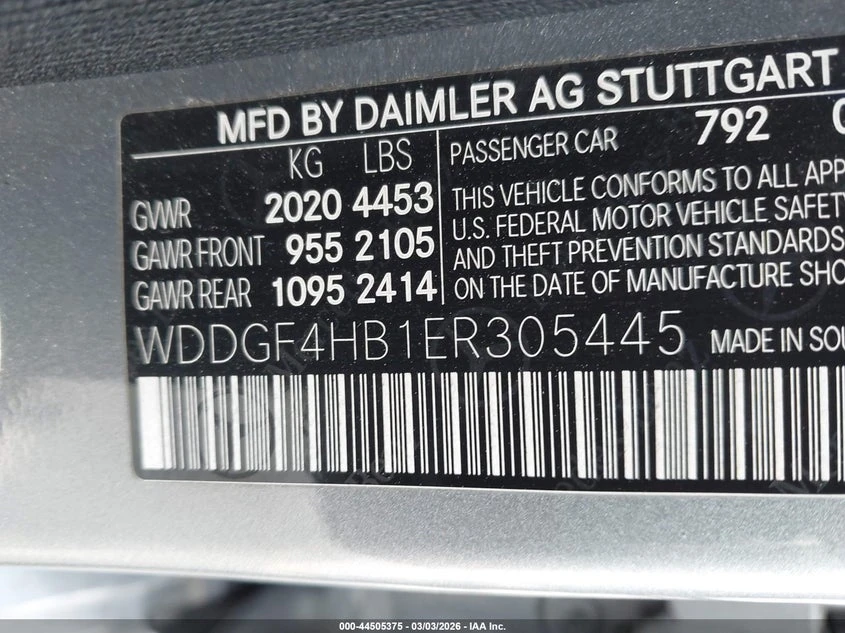 MFD BY DAIMLER AG STUTTGART
KG LBS
GVWR 2020 4453
GAWR FRONT 955 2105
GAWR REAR 1095 2414
PASSENGER CAR 792
THIS VEHICLE CONFORMS TO ALL APP
U.S. FEDERAL MOTOR VEHICLE SAFETY
AND THEFT PREVENTION STANDARDS
ON THE DATE OF MANUFACTURE SHO
WDDGF4HB1ER305445 MADE IN SOU
000-44505375 - 03/03/2026 - IAA Inc.